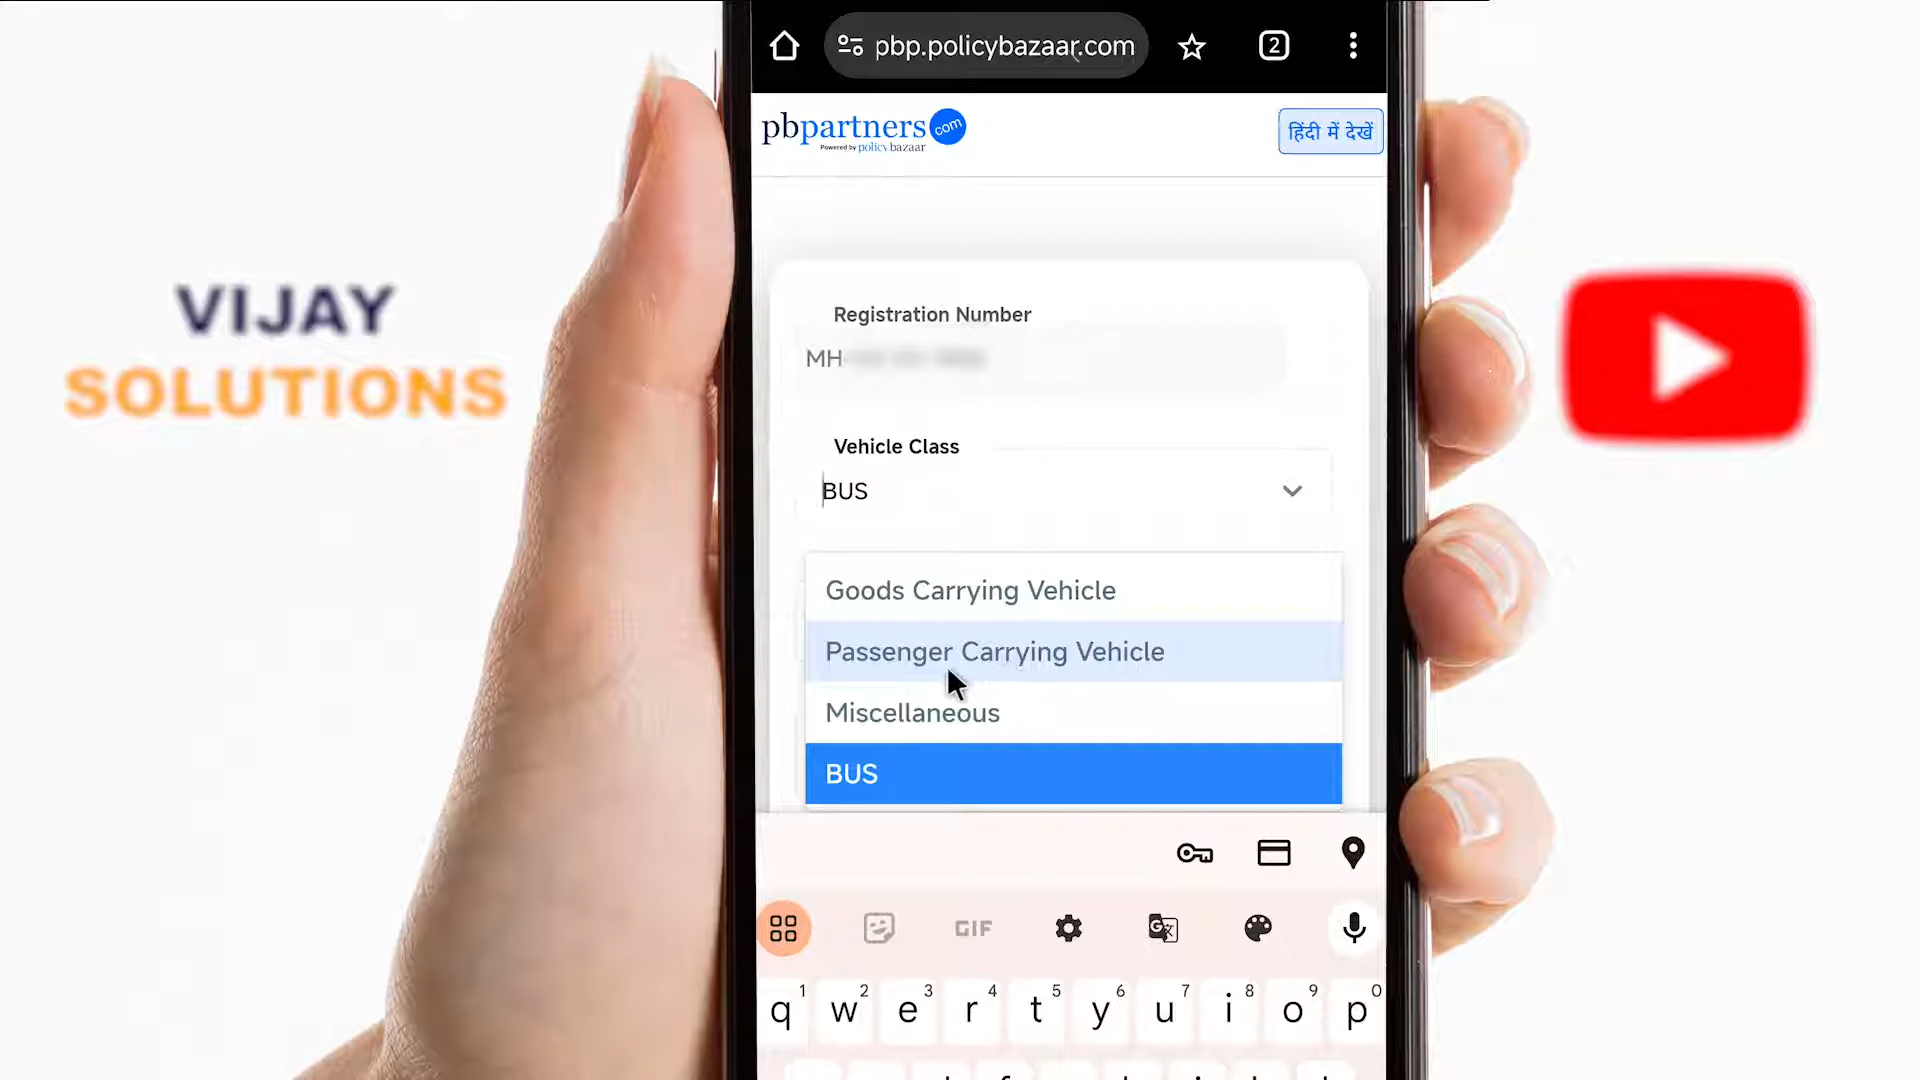 pbp.policybazaar.com
2
pbpartners com
Powered by policybazaar
हिंदी में देखें
VIJAY
SOLUTIONS
Registration Number
MH
Vehicle Class
BUS
Goods Carrying Vehicle
Passenger Carrying Vehicle
Miscellaneous
BUS
GIF
1 2 3 4 5 6 7 8 9 0
q w e r t y u i o p